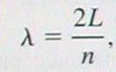 λ = 2L/n,